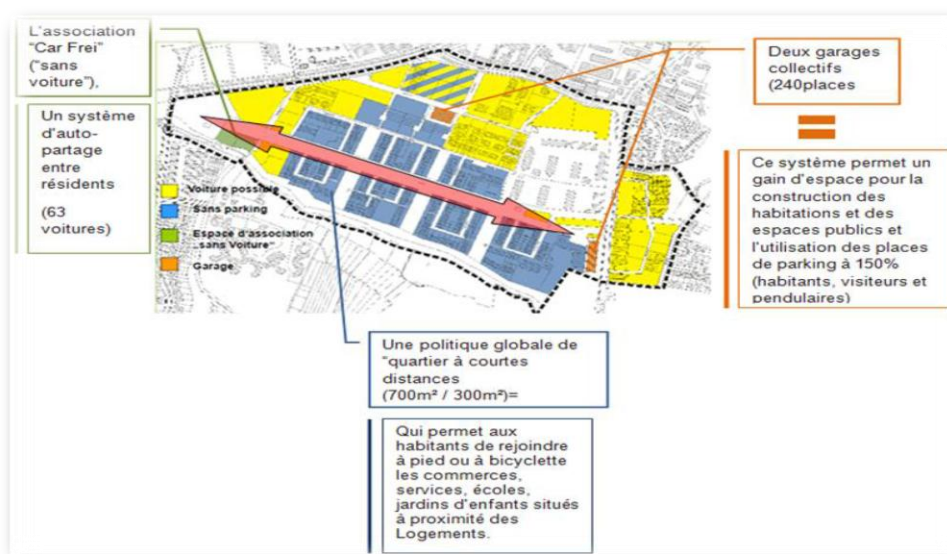 L'association
"Car Frei"
("sans
voiture"),
Un système
d'auto-
partage
entre
résidents
(63
voitures)
Voiture possible
Sans parking
Espace d'association
„sans Voiture"
Garage
Deux garages
collectifs
(240places
Ce système permet un
gain d'espace pour la
construction des
habitations et des
espaces publics et
l'utilisation des places
de parking à 150%
(habitants, visiteurs et
pendulaires)
Une politique globale de
"quartier à courtes
distances
(700m² / 300m²)=
Qui permet aux
habitants de rejoindre
à pied ou à bicyclette
les commerces,
services, écoles,
jardins d'enfants situés
à proximité des
Logements.